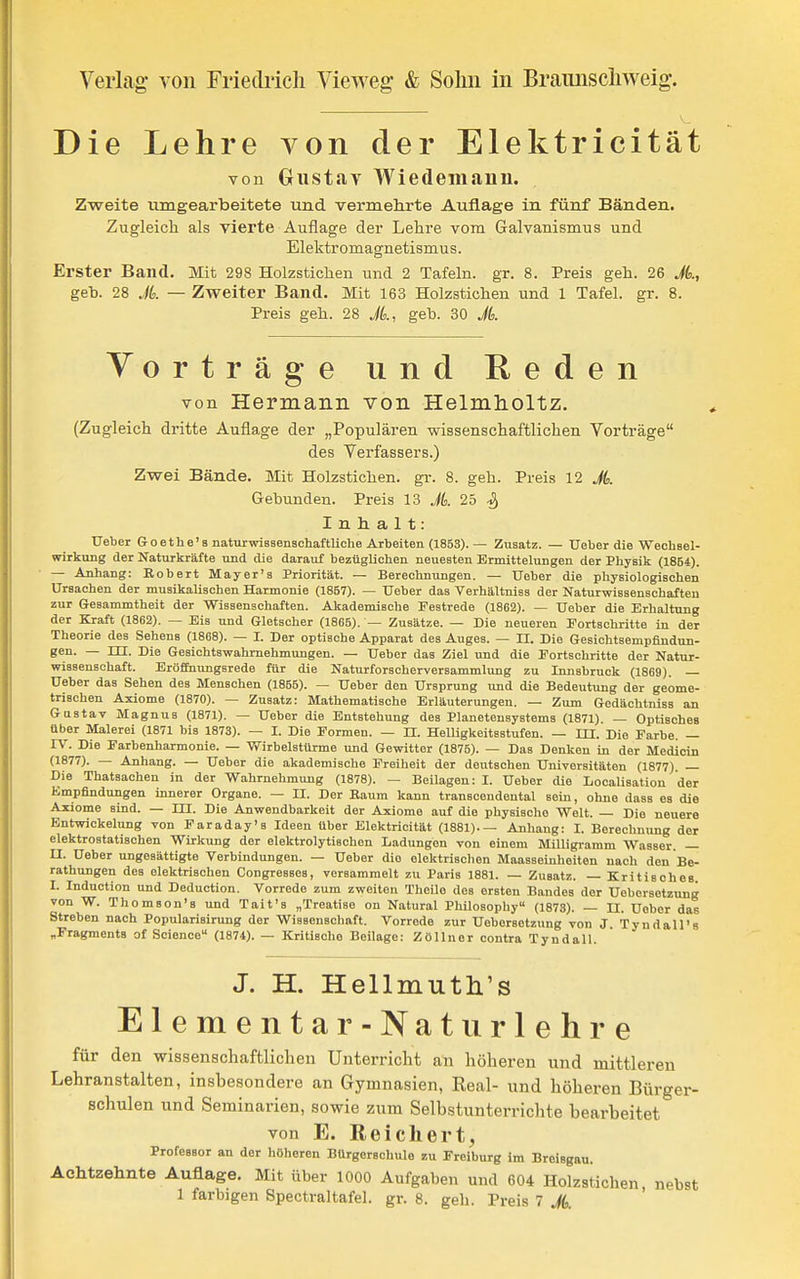 Verlag von Friedrich Vieweg & Sohn in Braunschweig.
Die Lehre von der Elektricität
von Gustav Wiedemann.
Zweite umgearbeitete und vermehrte Auflage in fünf Bänden.
Zugleich als vierte Auflage der Lehre vom Galvanismus und
Elektromagnetismus.
Erster Band. Mit 298 Holzstichen und 2 Tafeln. gr. 8. Preis geh. 26 ℳ.,
geb. 28 ℳ. — Zweiter Band. Mit 163 Holzstichen und 1 Tafel. gr. 8.
Preis geh. 28 ℳ., geb. 30 ℳ.
Vorträge und Reden
von Hermann von Helmholtz.
(Zugleich dritte Auflage der „Populären wissenschaftlichen Vorträge“
des Verfassers.)
Zwei Bände. Mit Holzstichen. gr. 8. geh. Preis 12 ℳ.
Gebunden. Preis 13 ℳ. 25 ₰
Inhalt:
Ueber Goethe's naturwissenschaftliche Arbeiten (1853). — Zusatz. — Ueber die Wechsel-
wirkung der Naturkräfte und die darauf bezüglichen neuesten Ermittelungen der Physik (1854).
— Anhang: Robert Mayer's Priorität. — Berechnungen. — Ueber die physiologischen
Ursachen der musikalischen Harmonie (1857). — Ueber das Verhältniss der Naturwissenschaften
zur Gesammtheit der Wissenschaften. Akademische Festrede (1862). — Ueber die Erhaltung
der Kraft (1862). — Eis und Gletscher (1865). — Zusätze. — Die neueren Fortschritte in der
Theorie des Sehens (1868). — I. Der optische Apparat des Auges. — II. Die Gesichtsempfindun-
gen. — III. Die Gesichtswahrnehmungen. — Ueber das Ziel und die Fortschritte der Natur-
wissenschaft. Eröffnungsrede für die Naturforscherversammlung zu Innsbruck (1869). —
Ueber das Sehen des Menschen (1855). — Ueber den Ursprung und die Bedeutung der geome-
trischen Axiome (1870). — Zusatz: Mathematische Erläuterungen. — Zum Gedächtniss an
Gustav Magnus (1871). — Ueber die Entstehung des Planetensystems (1871). — Optisches
über Malerei (1871 bis 1873). — I. Die Formen. — II. Helligkeitsstufen. — III. Die Farbe. —
IV. Die Farbenharmonie. — Wirbelstürme und Gewitter (1875). — Das Denken in der Medicin
(1877). — Anhang. — Ueber die akademische Freiheit der deutschen Universitäten (1877). —
Die Thatsachen in der Wahrnehmung (1878). — Beilagen: I. Ueber die Localisation der
Empfindungen innerer Organe. — II. Der Raum kann transcendental sein, ohne dass es die
Axiome sind. — III. Die Anwendbarkeit der Axiome auf die physische Welt. — Die neuere
Entwickelung von Faraday's Ideen über Elektricität (1881). — Anhang: I. Berechnung der
elektrostatischen Wirkung der elektrolytischen Ladungen von einem Milligramm Wasser. —
II. Ueber ungesättigte Verbindungen. — Ueber die elektrischen Maasseinheiten nach den Be-
rathungen des elektrischen Congresses, versammelt zu Paris 1881. — Zusatz. — Kritisches.
I. Induction und Deduction. Vorrede zum zweiten Theile des ersten Bandes der Uebersetzung
von W. Thomson's und Tait's „Treatise on Natural Philosophy“ (1873). — II. Ueber das
Streben nach Popularisirung der Wissenschaft. Vorrede zur Uebersetzung von J. Tyndall's
„Fragments of Science“ (1874). — Kritische Beilage: Zöllner contra Tyndall.
J. H. Hellmuth's
Elementar-Naturlehre
für den wissenschaftlichen Unterricht an höheren und mittleren
Lehranstalten, insbesondere an Gymnasien, Real- und höheren Bürger-
schulen und Seminarien, sowie zum Selbstunterrichte bearbeitet
von E. Reichert,
Professor an der höheren Bürgerschule zu Freiburg im Breisgau.
Achtzehnte Auflage. Mit über 1000 Aufgaben und 604 Holzstichen, nebst
1 farbigen Spectraltafel. gr. 8. geh. Preis 7 ℳ.